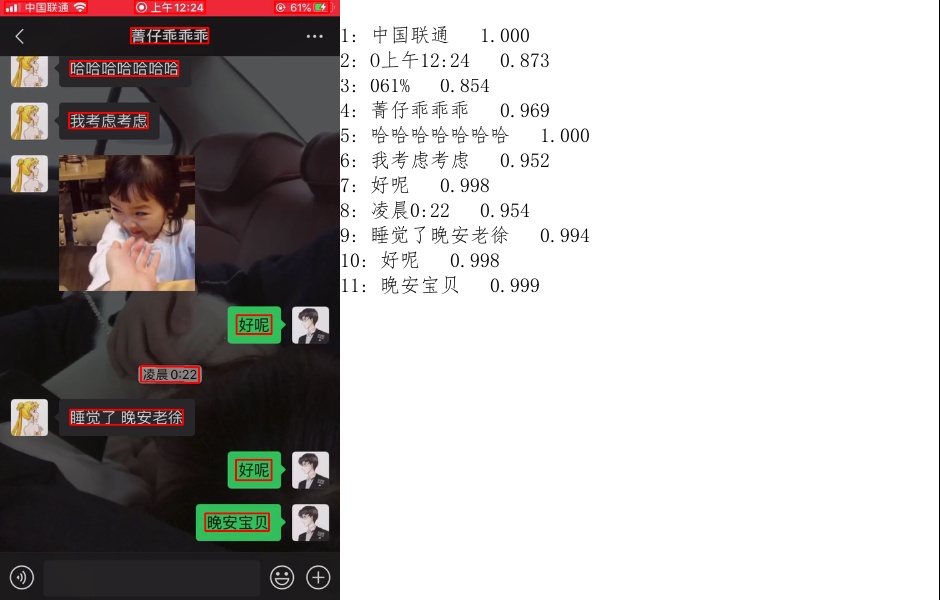 中国联通 上午12:24 61%
菁仔乖乖乖
哈哈哈哈哈哈哈
我考虑考虑
好呢
凌晨0:22
睡觉了 晚安老徐
好呢
晚安宝贝
1: 中国联通 1.000
2: O上午12:24 0.873
3: 061% 0.854
4: 菁仔乖乖乖 0.969
5: 哈哈哈哈哈哈哈 1.000
6: 我考虑考虑 0.952
7: 好呢 0.998
8: 凌晨0:22 0.954
9: 睡觉了晚安老徐 0.994
10: 好呢 0.998
11: 晚安宝贝 0.999